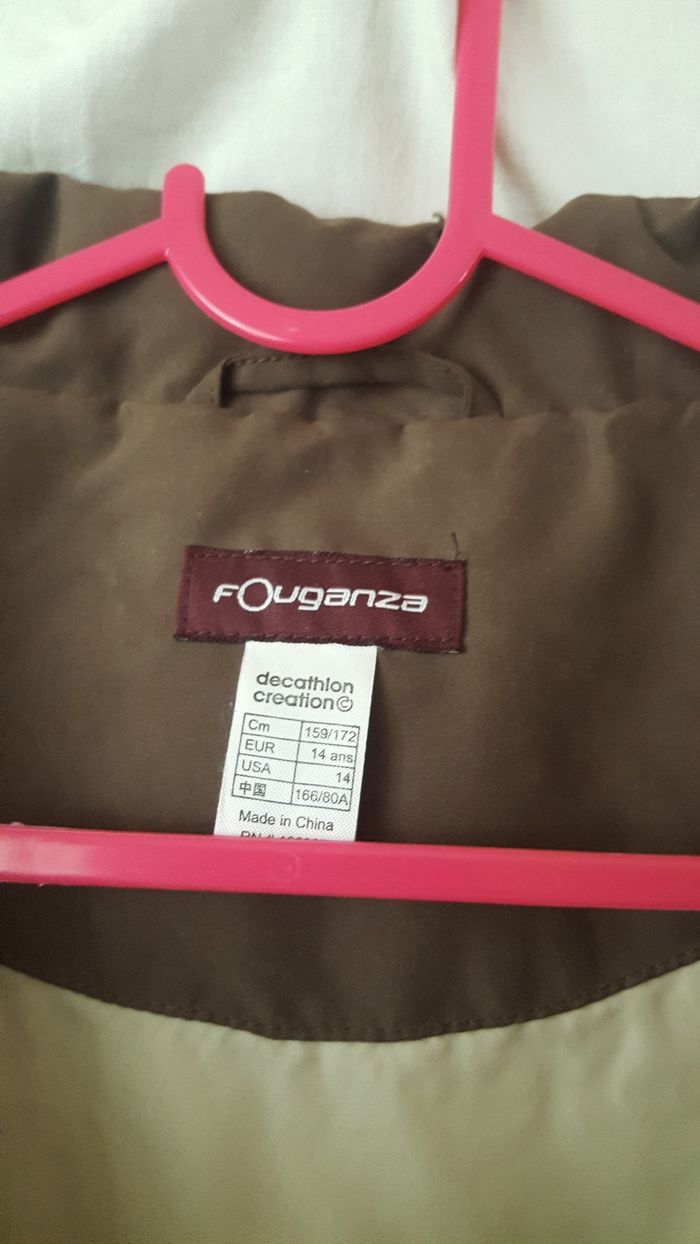 FOuganza
decathlon
creation©
Cm 159/172
EUR 14 ans
USA 14
中国 166/80A
Made in China